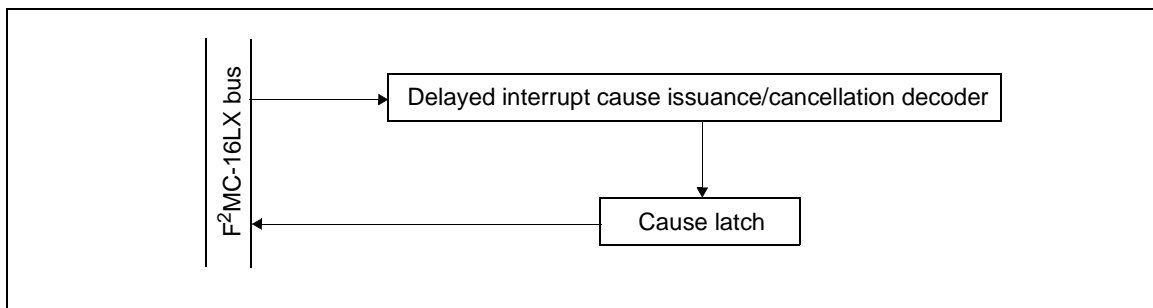 F²MC-16LX bus
Delayed interrupt cause issuance/cancellation decoder
Cause latch